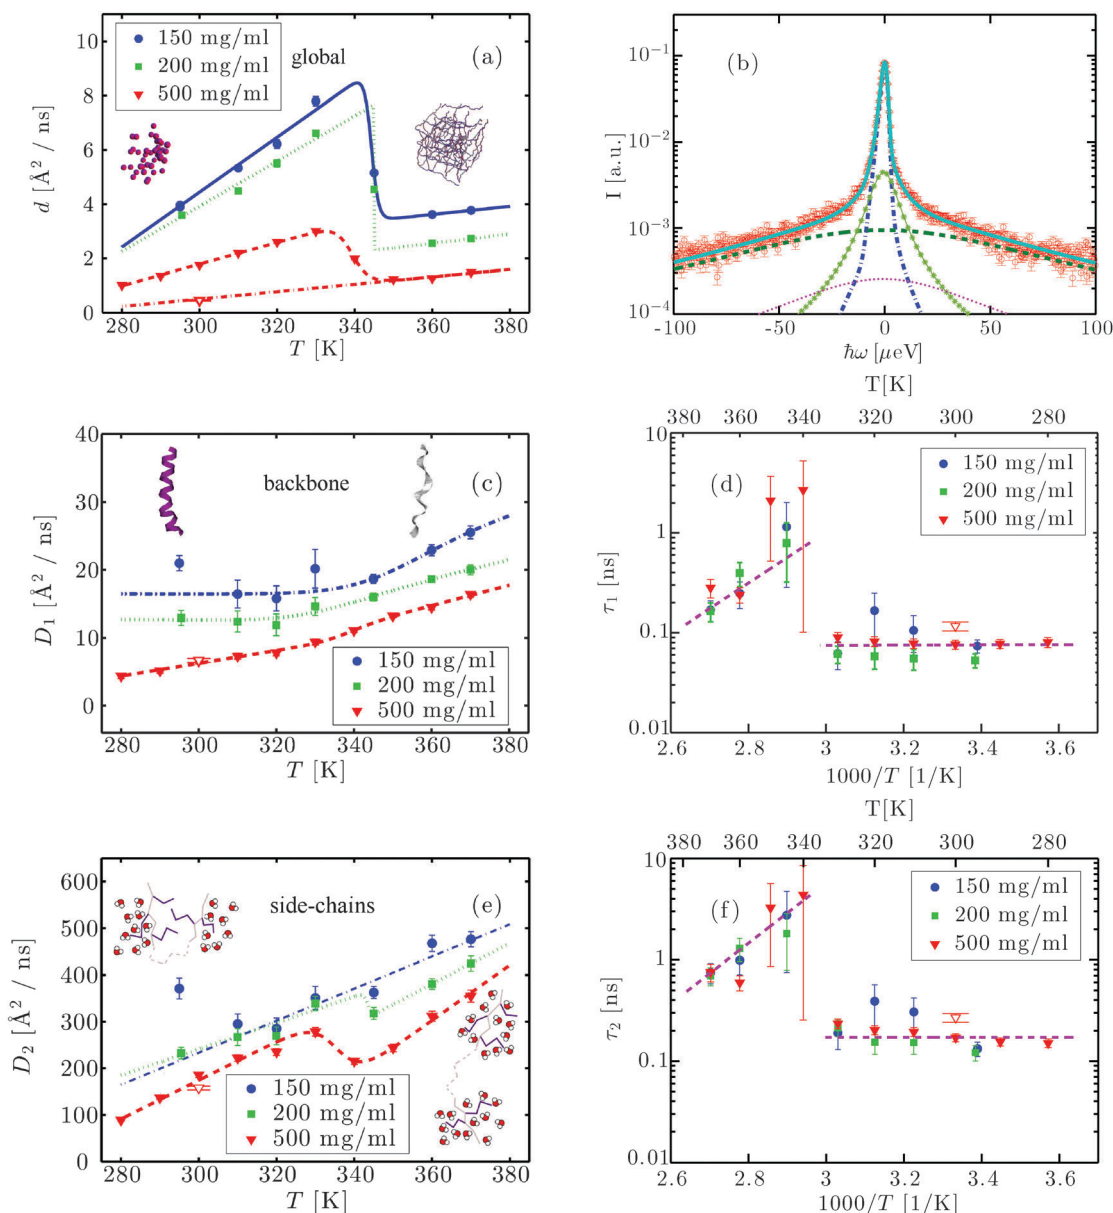 10
8
6
4
2
0
d [Å² / ns]
150 mg/ml
200 mg/ml
500 mg/ml
global
(a)
280 300 320 340 360 380
T [K]
10⁻¹
10⁻²
10⁻³
10⁻⁴
I [a.u.]
(b)
-100 -50 0 50 100
ħω [μeV]
40
30
20
10
0
D₁ [Å² / ns]
backbone
(c)
150 mg/ml
200 mg/ml
500 mg/ml
280 300 320 340 360 380
T [K]
T[K]
380 360 340 320 300 280
10
1
0.1
0.01
τ₁ [ns]
(d)
150 mg/ml
200 mg/ml
500 mg/ml
2.6 2.8 3 3.2 3.4 3.6
1000/T [1/K]
600
500
400
300
200
100
0
D₂ [Å² / ns]
side-chains
(e)
150 mg/ml
200 mg/ml
500 mg/ml
280 300 320 340 360 380
T [K]
T[K]
380 360 340 320 300 280
10
1
0.1
0.01
τ₂ [ns]
(f)
150 mg/ml
200 mg/ml
500 mg/ml
2.6 2.8 3 3.2 3.4 3.6
1000/T [1/K]